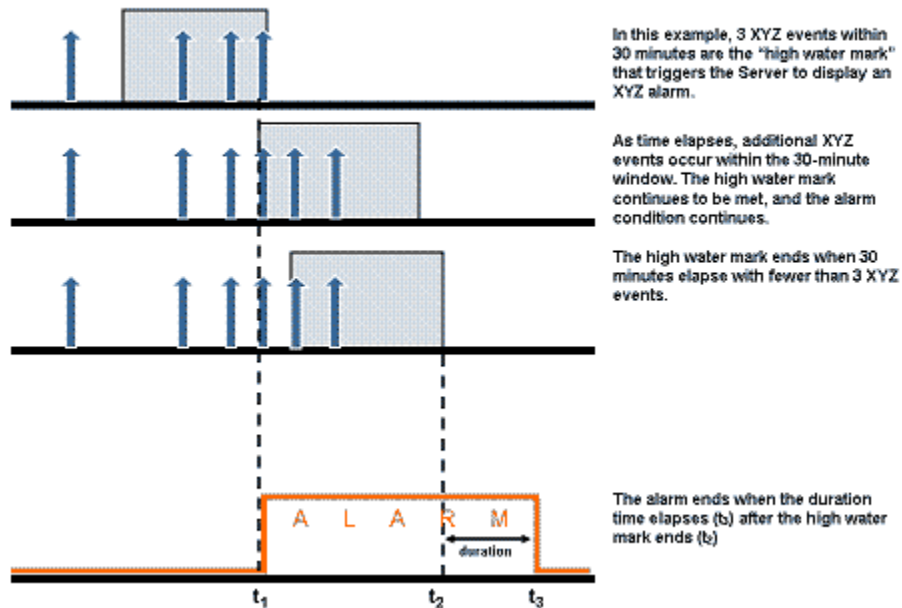 In this example, 3 XYZ events within
30 minutes are the "high water mark"
that triggers the Server to display an
XYZ alarm.
As time elapses, additional XYZ
events occur within the 30-minute
window. The high water mark
continues to be met, and the alarm
condition continues.
The high water mark ends when 30
minutes elapse with fewer than 3 XYZ
events.
The alarm ends when the duration
time elapses (t₃) after the high water
mark ends (t₂)
A L A R M
duration
t₁ t₂ t₃